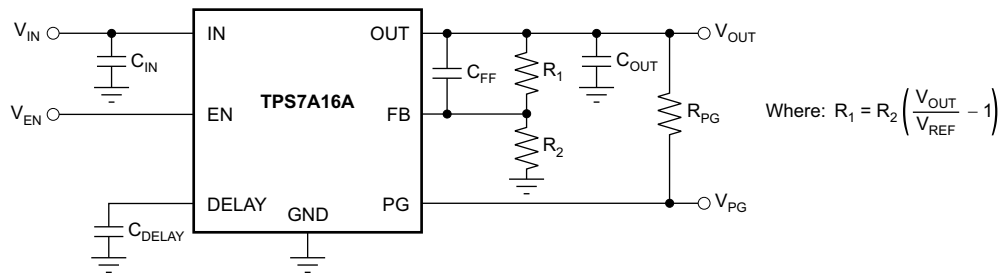 V_IN IN OUT V_OUT
C_IN C_FF R_1 C_OUT
TPS7A16A
V_EN EN FB R_PG Where: R_1 = R_2 (V_OUT / V_REF − 1)
R_2
DELAY GND PG V_PG
C_DELAY